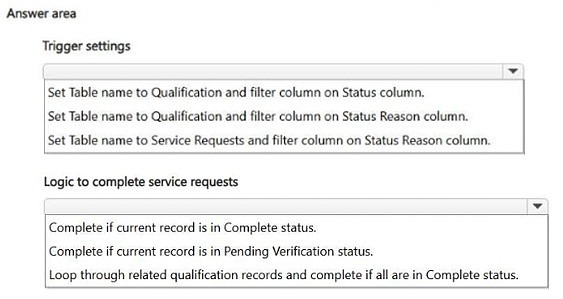 Answer area
Trigger settings
Set Table name to Qualification and filter column on Status column.
Set Table name to Qualification and filter column on Status Reason column.
Set Table name to Service Requests and filter column on Status Reason column.
Logic to complete service requests
Complete if current record is in Complete status.
Complete if current record is in Pending Verification status.
Loop through related qualification records and complete if all are in Complete status.